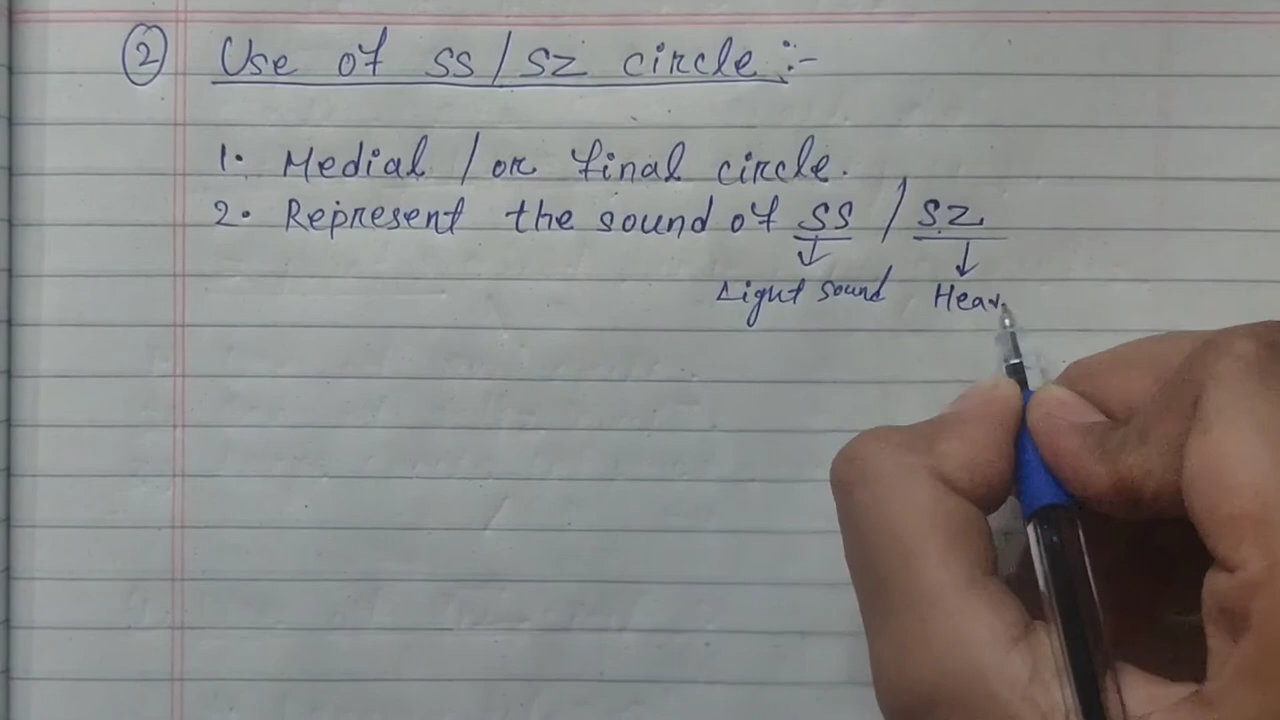 ② Use of SS/SZ circle :-
1. Medial / or final circle.
2. Represent the sound of SS / SZ
Light sound Heav